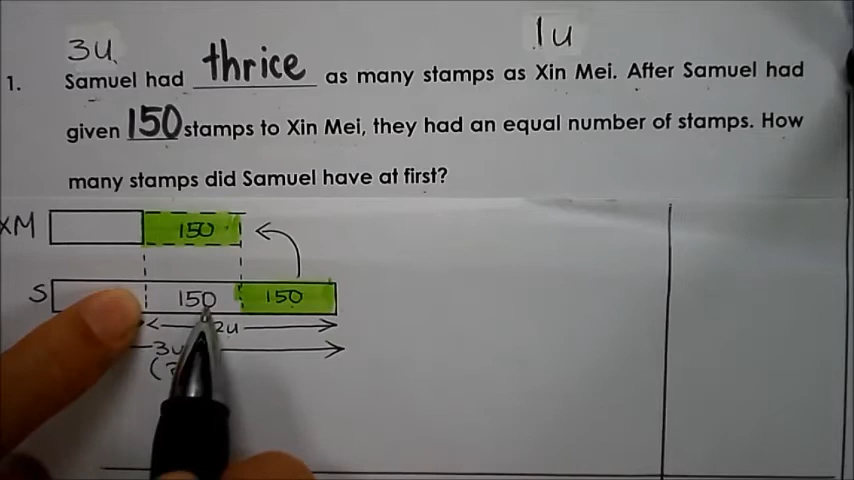 3u 1u
1. Samuel had thrice as many stamps as Xin Mei. After Samuel had
given 150 stamps to Xin Mei, they had an equal number of stamps. How
many stamps did Samuel have at first?
XM 150
S 150 150
2u
3u